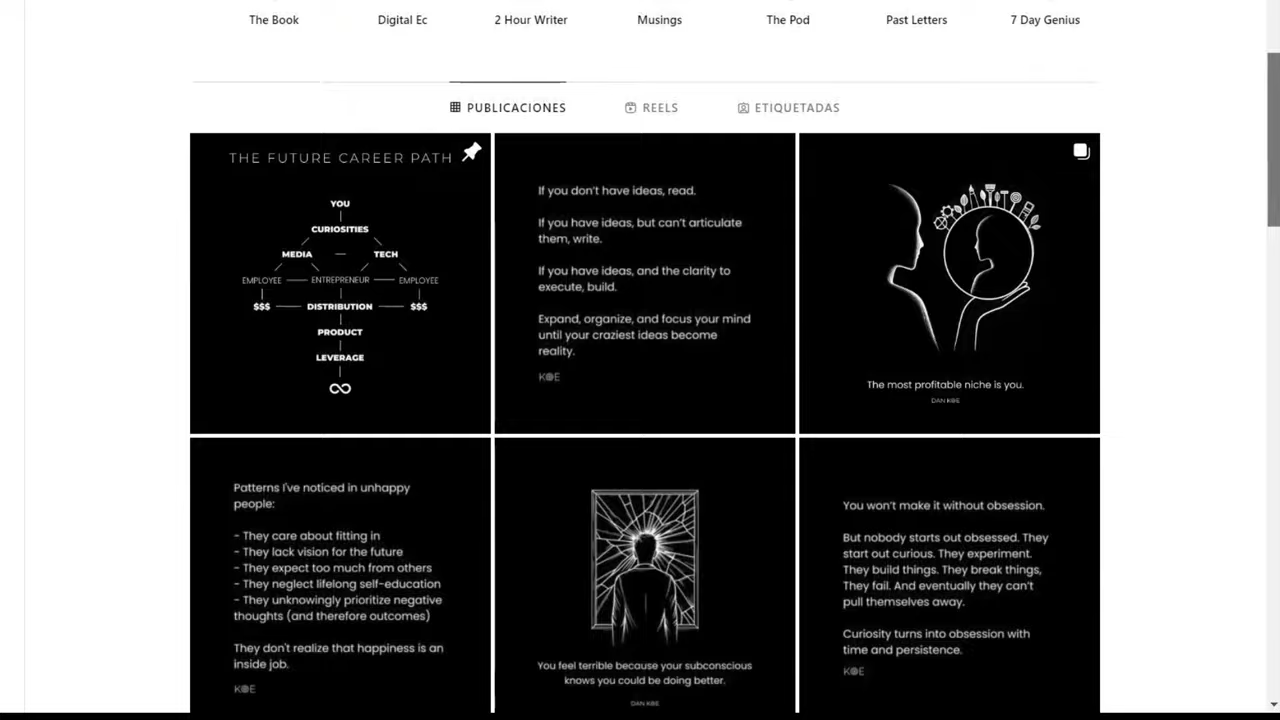 The Book
Digital Ec
2 Hour Writer
Musings
The Pod
Past Letters
7 Day Genius
PUBLICACIONES
REELS
ETIQUETADAS
THE FUTURE CAREER PATH
YOU
CURIOSITIES
MEDIA
TECH
EMPLOYEE
ENTREPRENEUR
EMPLOYEE
$$$
DISTRIBUTION
$$$
PRODUCT
LEVERAGE
If you don't have ideas, read.
If you have ideas, but can't articulate
them, write.
If you have ideas, and the clarity to
execute, build.
Expand, organize, and focus your mind
until your craziest ideas become
reality.
KOE
The most profitable niche is you.
DAN KOE
Patterns I've noticed in unhappy
people:
- They care about fitting in
- They lack vision for the future
- They expect too much from others
- They neglect lifelong self-education
- They unknowingly prioritize negative
thoughts (and therefore outcomes)
They don't realize that happiness is an
inside job.
KOE
You feel terrible because your subconscious
knows you could be doing better.
DAN KOE
You won't make it without obsession.
But nobody starts out obsessed. They
start out curious. They experiment.
They build things. They break things,
They fail. And eventually they can't
pull themselves away.
Curiosity turns into obsession with
time and persistence.
KOE